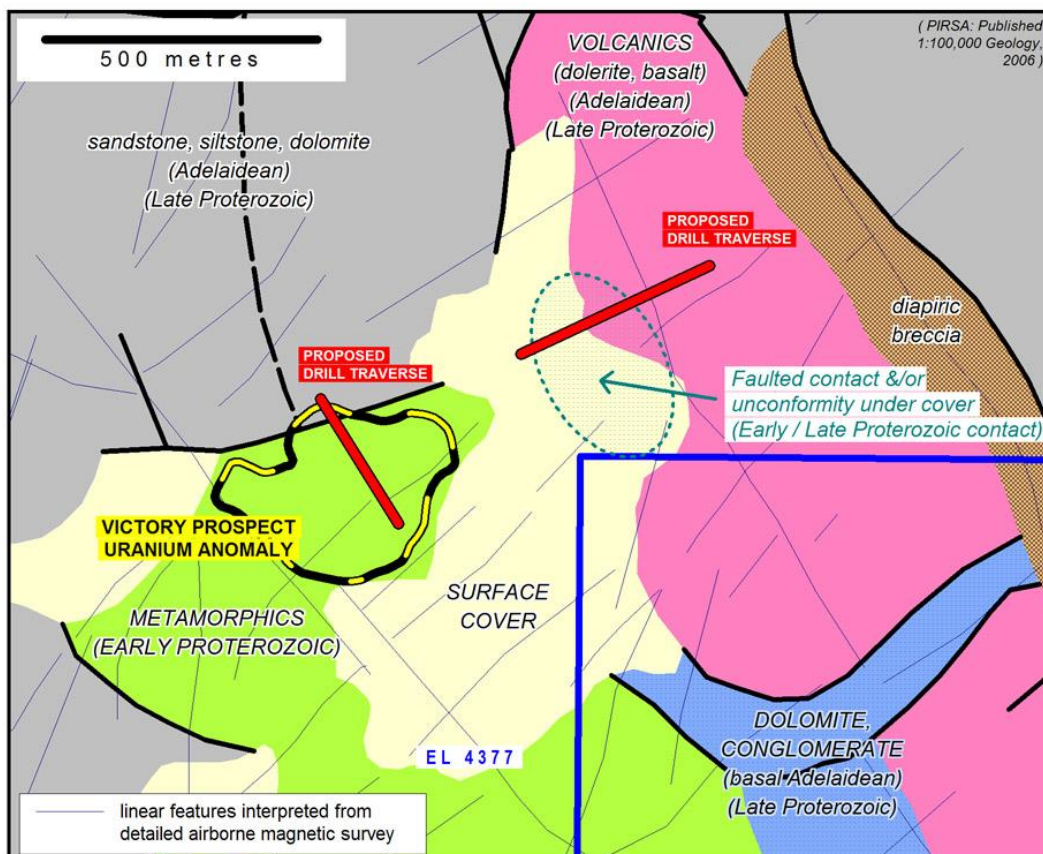 500 metres
( PIRSA: Published
1:100,000 Geology,
2006 )
VOLCANICS
(dolerite, basalt)
(Adelaidean)
(Late Proterozoic)
sandstone, siltstone, dolomite
(Adelaidean)
(Late Proterozoic)
PROPOSED
DRILL TRAVERSE
diapiric
breccia
PROPOSED
DRILL TRAVERSE
Faulted contact &/or
unconformity under cover
(Early / Late Proterozoic contact)
VICTORY PROSPECT
URANIUM ANOMALY
SURFACE
COVER
METAMORPHICS
(EARLY PROTEROZOIC)
DOLOMITE,
CONGLOMERATE
(basal Adelaidean)
(Late Proterozoic)
EL 4377
linear features interpreted from
detailed airborne magnetic survey